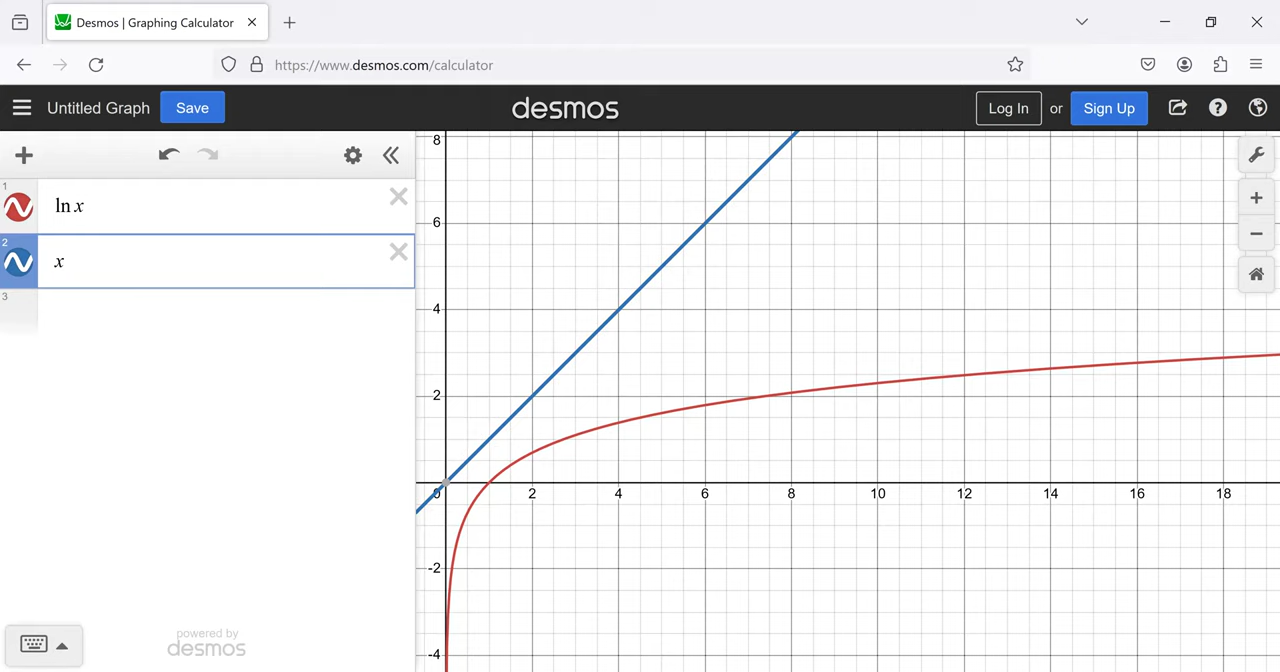 Desmos | Graphing Calculator
https://www.desmos.com/calculator
Untitled Graph Save desmos Log In or Sign Up
1
ln x
2
x
3
8
6
4
2
0 2 4 6 8 10 12 14 16 18
-2
-4
powered by
desmos